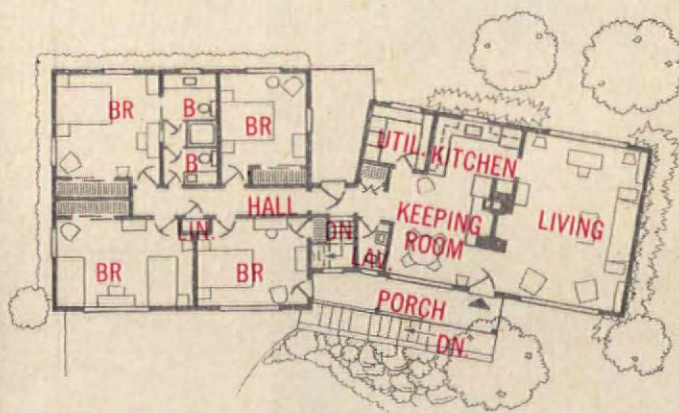 BR
B
BR
B
UTIL.
KITCHEN
HALL
KEEPING
ROOM
LIVING
LIN.
DN.
LAV.
BR
BR
PORCH
DN.